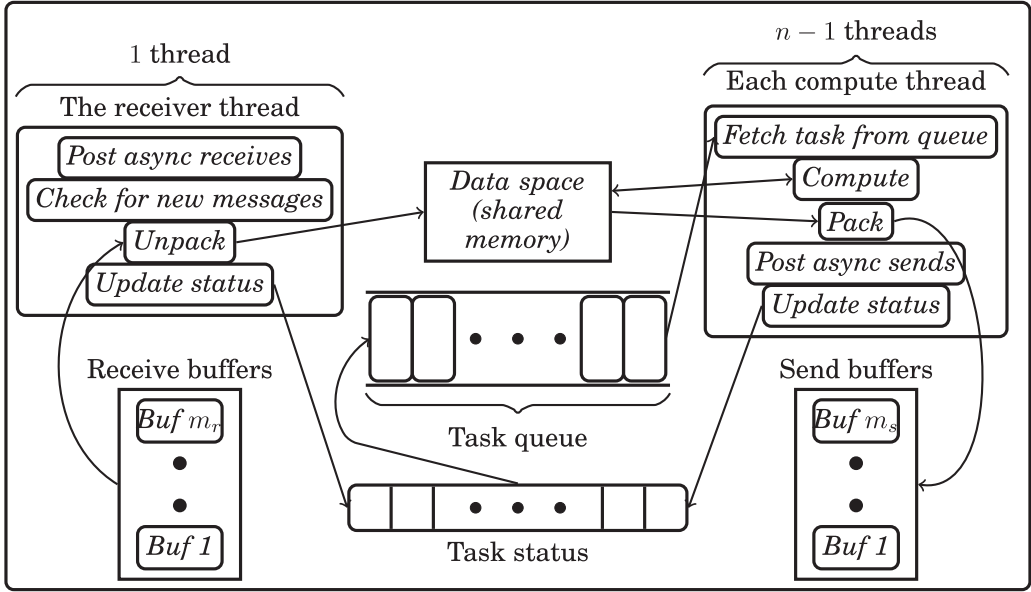 1 thread
The receiver thread
Post async receives
Check for new messages
Unpack
Update status
Receive buffers
Buf m_r
Buf 1
Data space
(shared
memory)
Task queue
Task status
n − 1 threads
Each compute thread
Fetch task from queue
Compute
Pack
Post async sends
Update status
Send buffers
Buf m_s
Buf 1